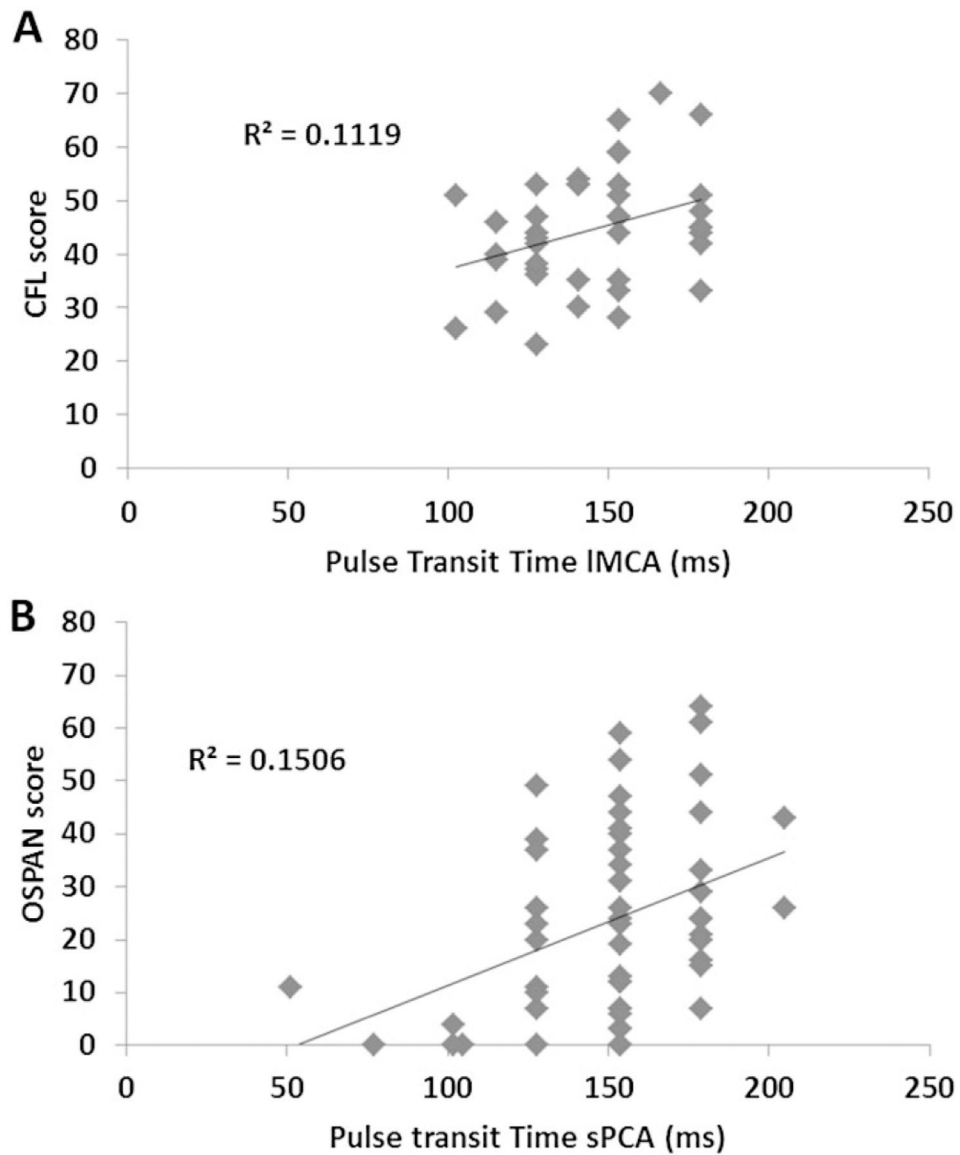 A
80
70
60
50
40
30
20
10
0
R² = 0.1119
CFL score
0 50 100 150 200 250
Pulse Transit Time lMCA (ms)
B
80
70
60
50
40
30
20
10
0
R² = 0.1506
OSPAN score
0 50 100 150 200 250
Pulse transit Time sPCA (ms)